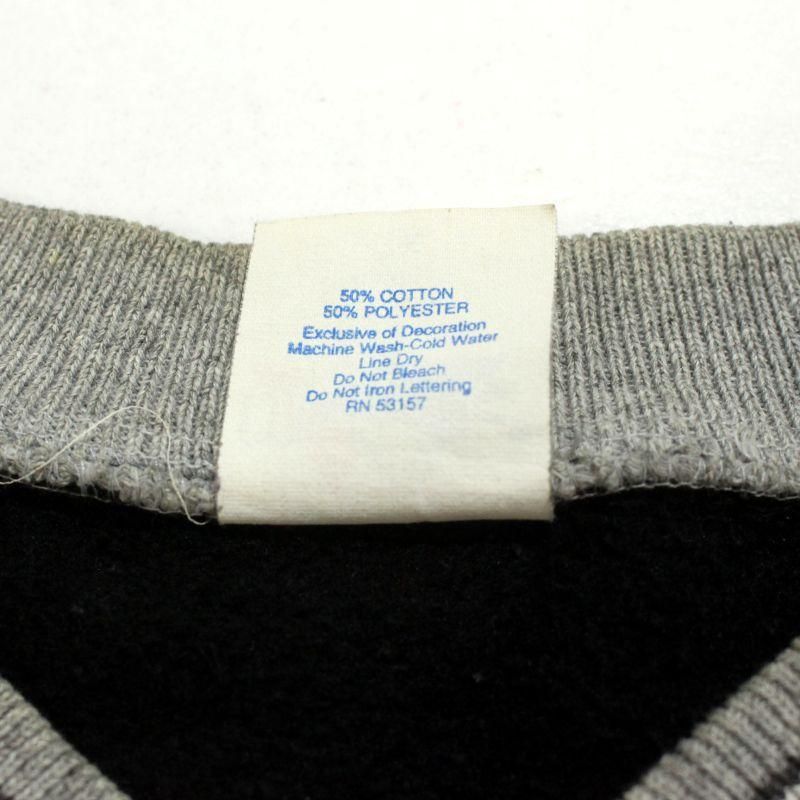 50% COTTON
50% POLYESTER
Exclusive of Decoration
Machine Wash-Cold Water
Line Dry
Do Not Bleach
Do Not Iron Lettering
RN 53157